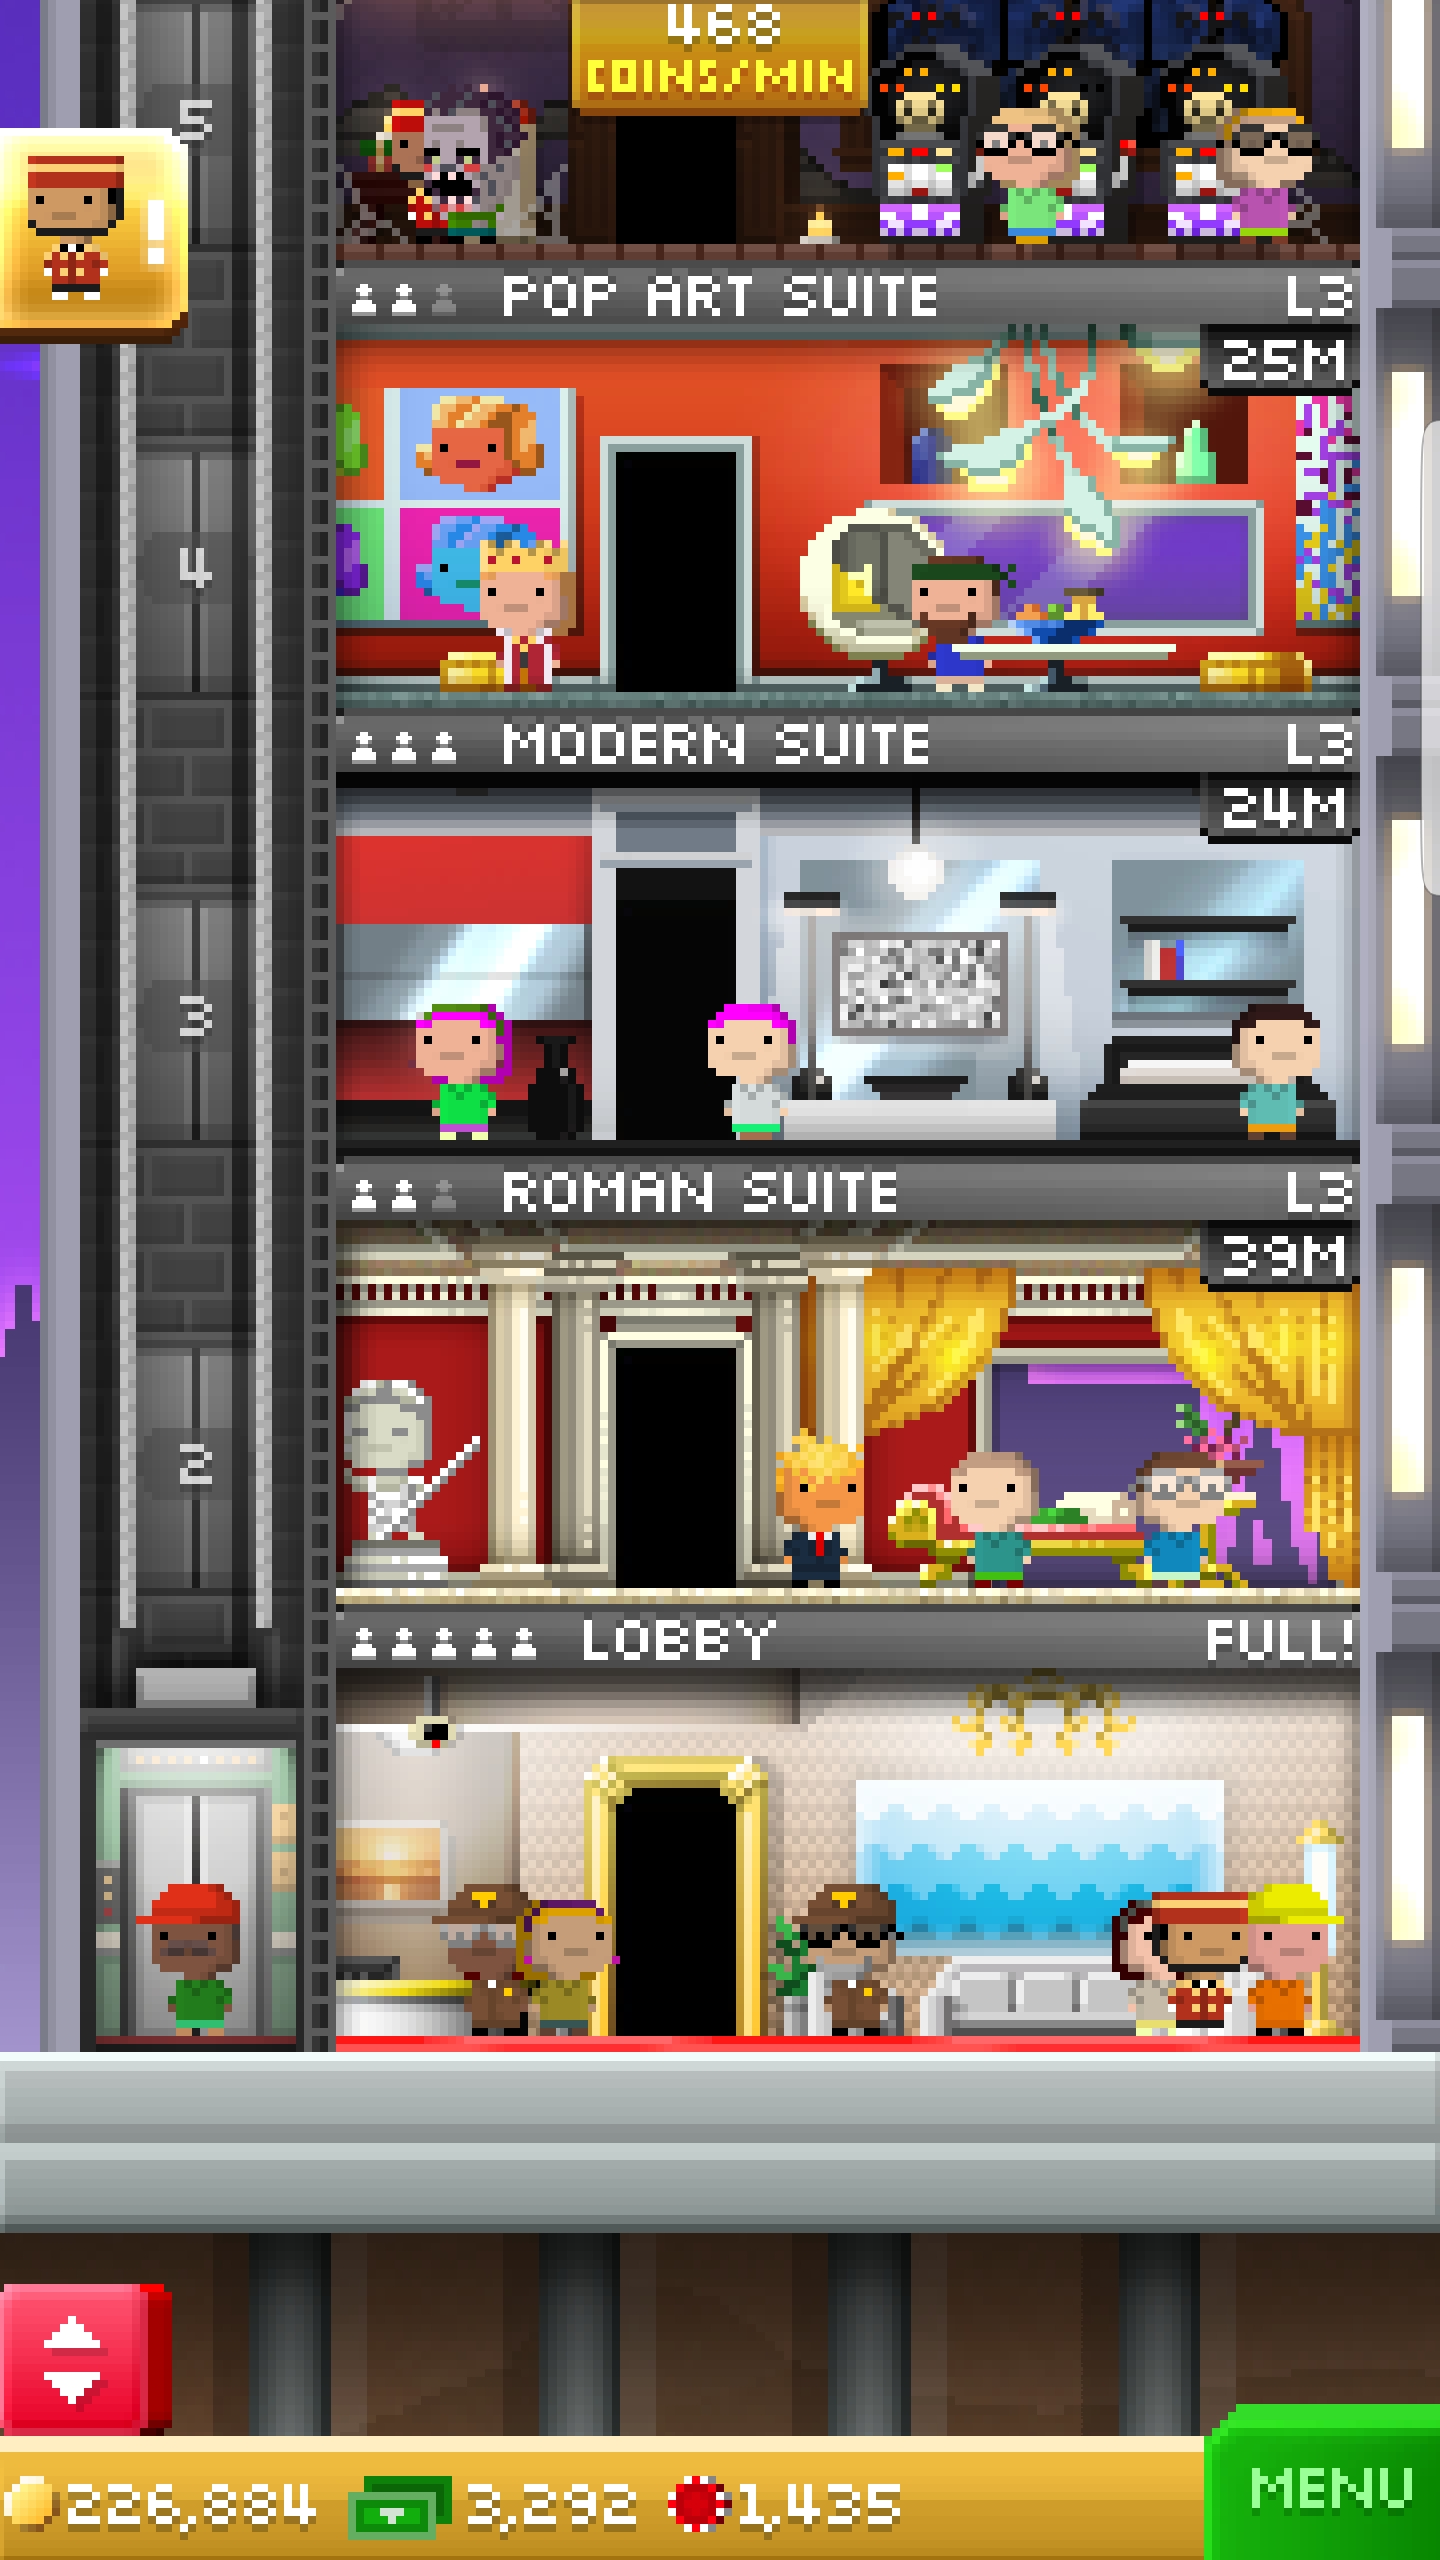 468
COINS/MIN
5
!
POP ART SUITE L3
25M
4
MODERN SUITE L3
24M
3
ROMAN SUITE L3
39M
2
LOBBY FULL!
226,884 3,292 1,435
MENU